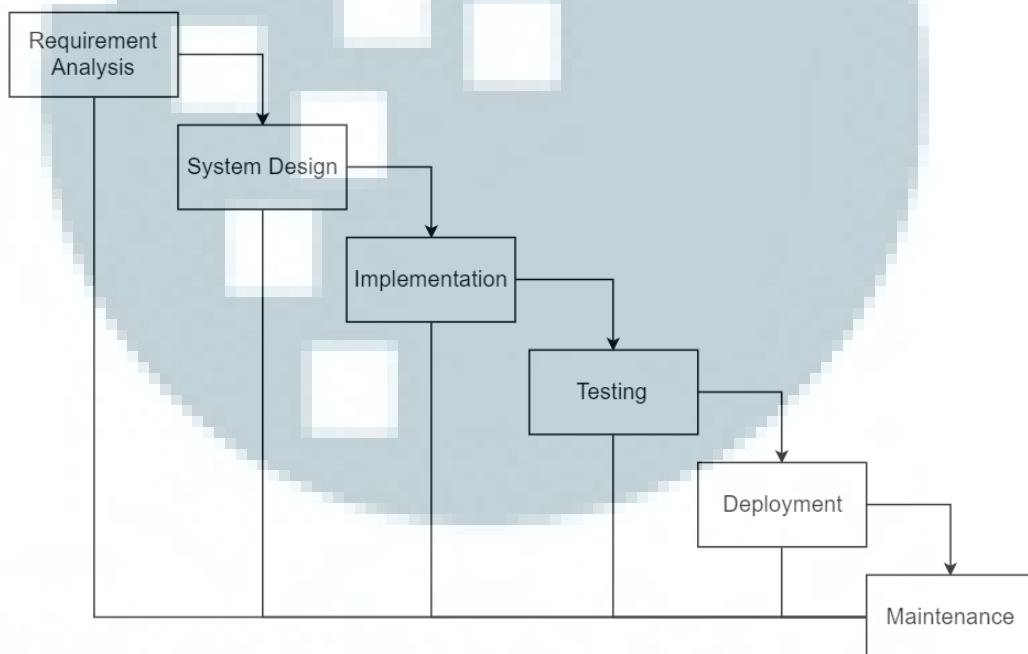 Requirement
Analysis
System Design
Implementation
Testing
Deployment
Maintenance